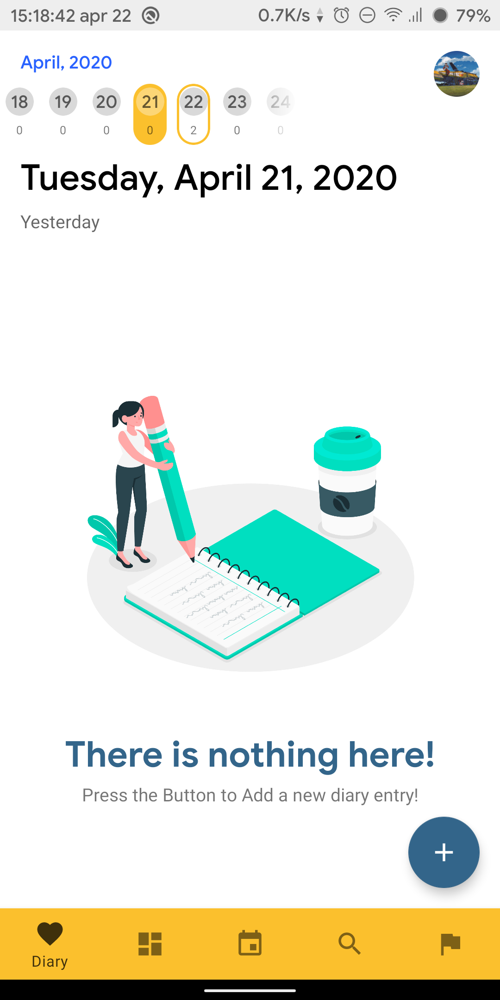 15:18:42 apr 22 0.7K/s 79%
April, 2020
18 19 20 21 22 23 24
0 0 0 0 2 0 0
Tuesday, April 21, 2020
Yesterday
There is nothing here!
Press the Button to Add a new diary entry!
Diary